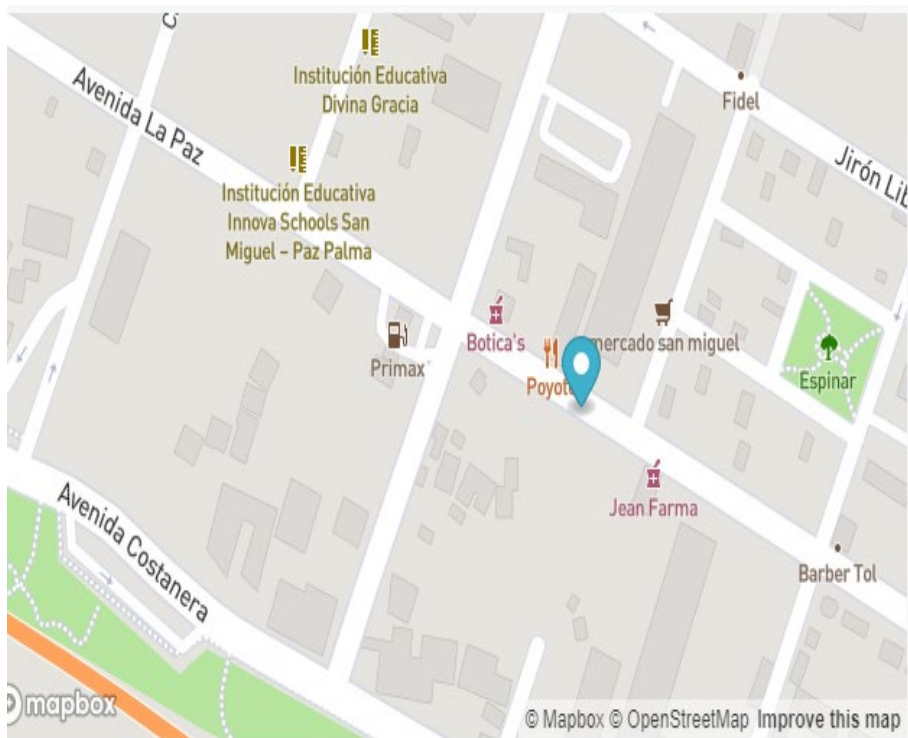 C
Avenida La Paz
Institución Educativa
Divina Gracia
Fidel
Jirón Lib
Institución Educativa
Innova Schools San
Miguel – Paz Palma
Botica's
mercado san miguel
Primax
Poyote
Espinar
Jean Farma
Avenida Costanera
Barber Tol
mapbox
© Mapbox © OpenStreetMap Improve this map